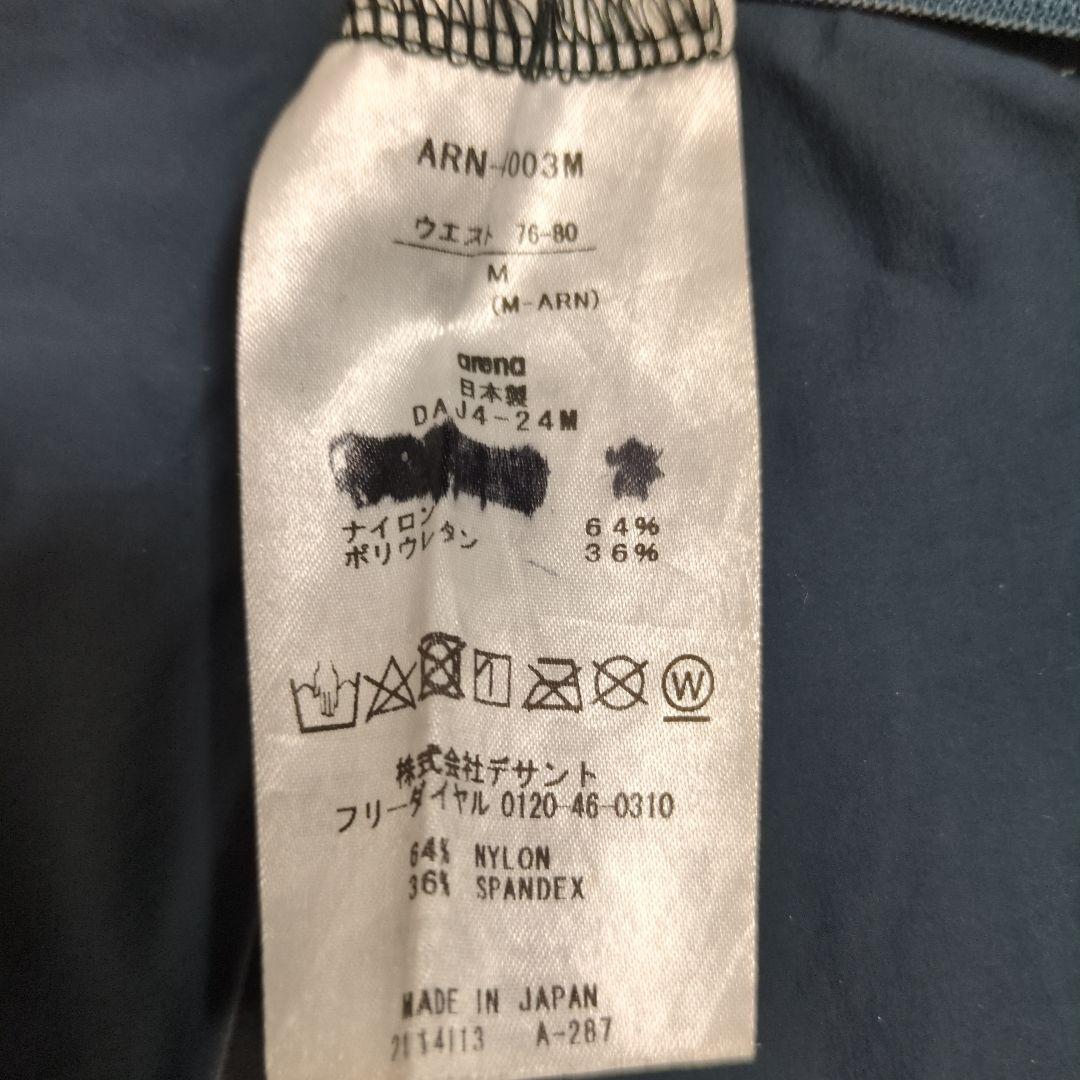 ARN-1003M
ウエスト 76-80
M
(M-ARN)
arena
日本製
DAJ4-24M
ナイロン 64%
ポリウレタン 36%
W
株式会社デサント
フリーダイヤル 0120-46-0310
64% NYLON
36% SPANDEX
MADE IN JAPAN
A-287